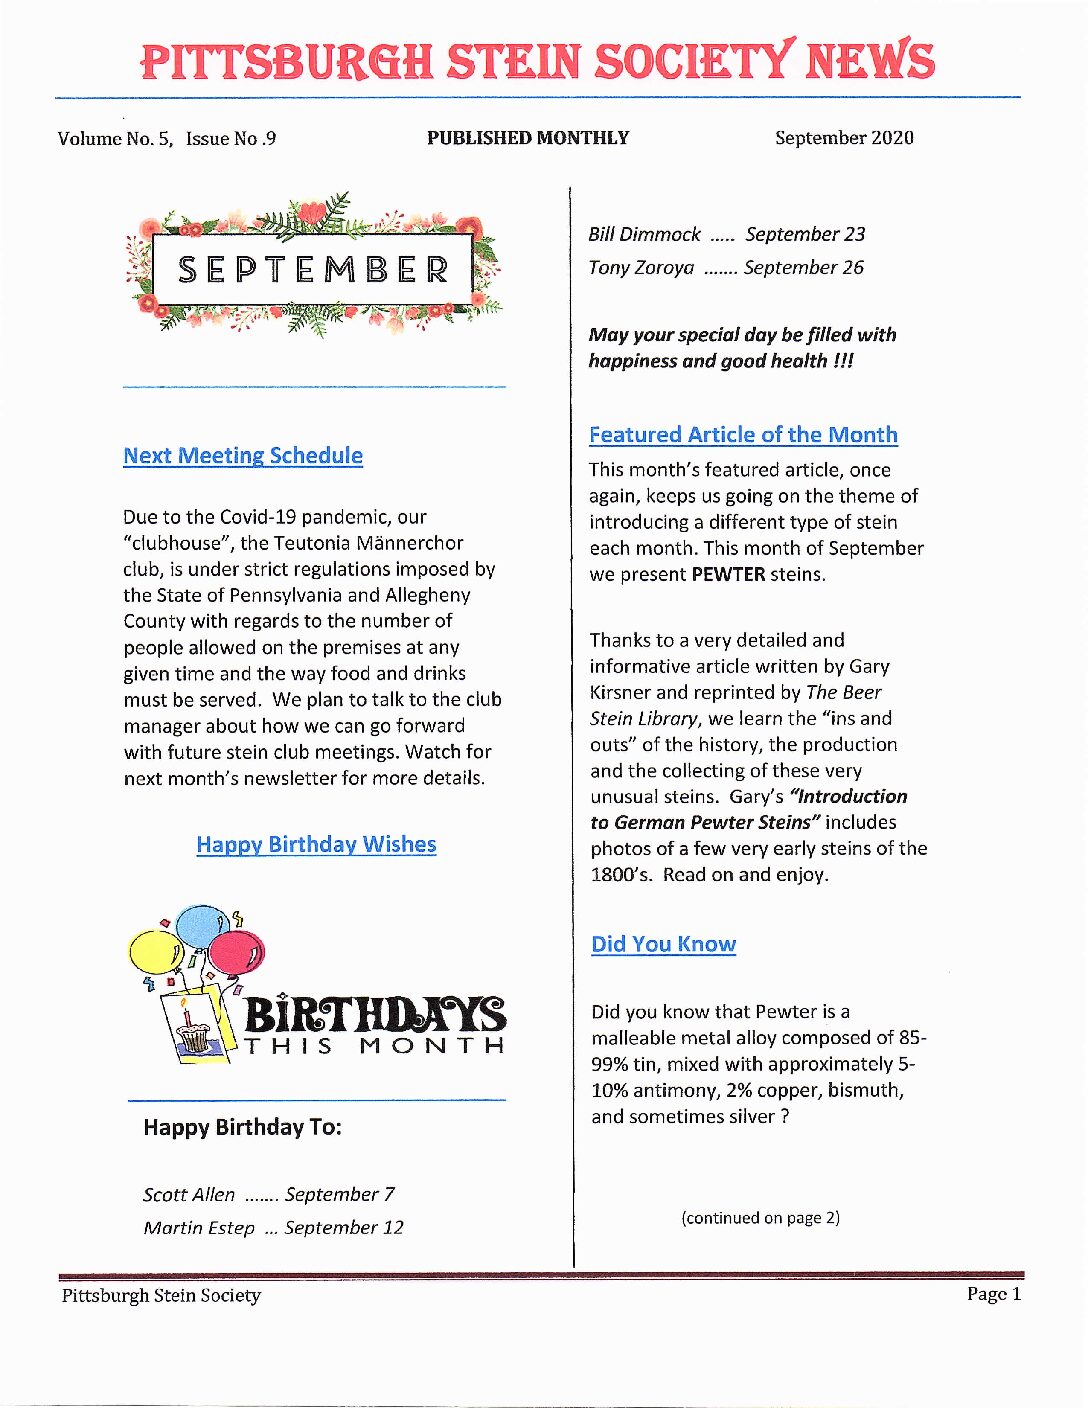 PITTSBURGH STEIN SOCIETY NEWS
Volume No. 5, Issue No .9 PUBLISHED MONTHLY September 2020
SEPTEMBER
Next Meeting Schedule
Due to the Covid-19 pandemic, our
"clubhouse", the Teutonia Männerchor
club, is under strict regulations imposed by
the State of Pennsylvania and Allegheny
County with regards to the number of
people allowed on the premises at any
given time and the way food and drinks
must be served. We plan to talk to the club
manager about how we can go forward
with future stein club meetings. Watch for
next month's newsletter for more details.
Happy Birthday Wishes
BIRTHDAYS
THIS MONTH
Happy Birthday To:
Scott Allen ....... September 7
Martin Estep ... September 12
Bill Dimmock ..... September 23
Tony Zoroya ....... September 26
May your special day be filled with
happiness and good health !!!
Featured Article of the Month
This month's featured article, once
again, keeps us going on the theme of
introducing a different type of stein
each month. This month of September
we present PEWTER steins.
Thanks to a very detailed and
informative article written by Gary
Kirsner and reprinted by The Beer
Stein Library, we learn the "ins and
outs" of the history, the production
and the collecting of these very
unusual steins. Gary's "Introduction
to German Pewter Steins" includes
photos of a few very early steins of the
1800's. Read on and enjoy.
Did You Know
Did you know that Pewter is a
malleable metal alloy composed of 85-
99% tin, mixed with approximately 5-
10% antimony, 2% copper, bismuth,
and sometimes silver ?
(continued on page 2)
Pittsburgh Stein Society Page 1